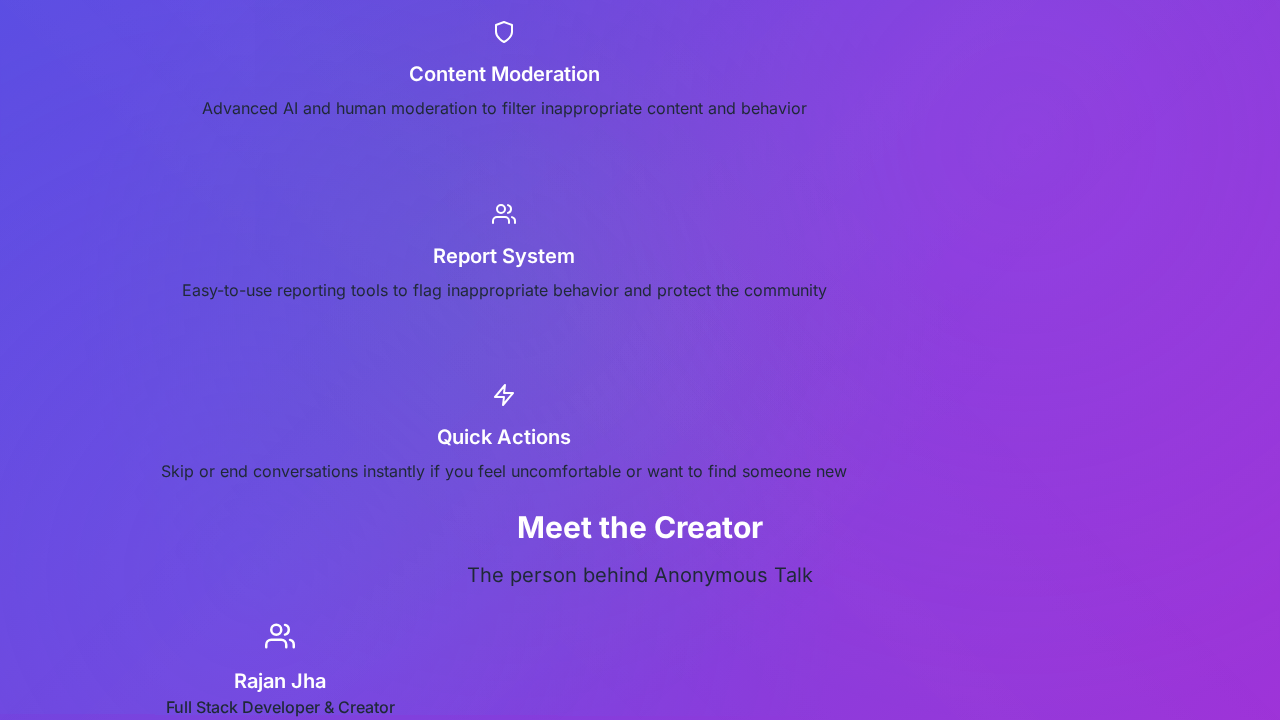 Content Moderation
Advanced AI and human moderation to filter inappropriate content and behavior
Report System
Easy-to-use reporting tools to flag inappropriate behavior and protect the community
Quick Actions
Skip or end conversations instantly if you feel uncomfortable or want to find someone new
Meet the Creator
The person behind Anonymous Talk
Rajan Jha
Full Stack Developer & Creator